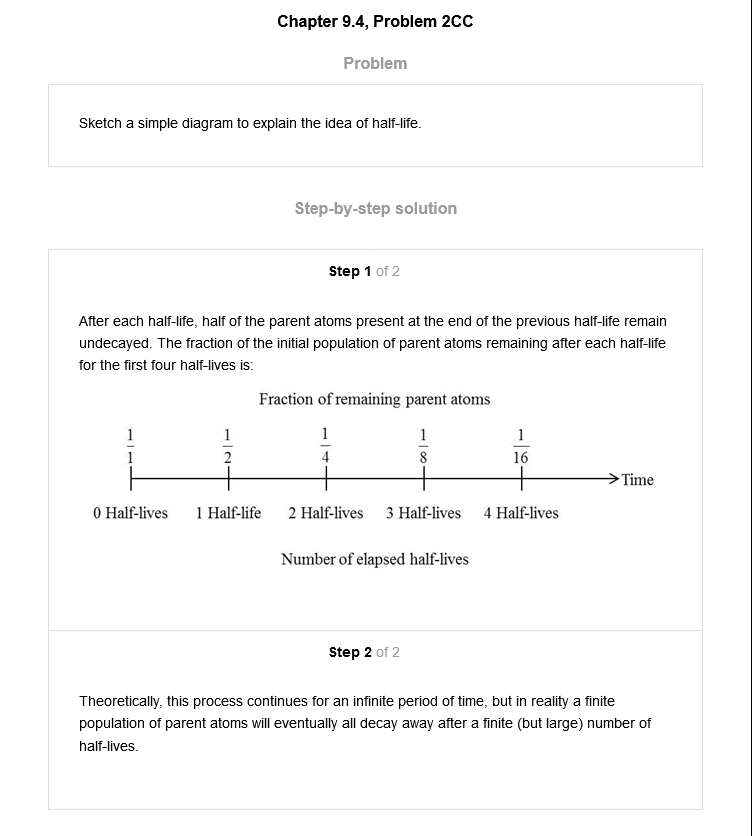 Chapter 9.4, Problem 2CC
Problem
Sketch a simple diagram to explain the idea of half-life.
Step-by-step solution
Step 1 of 2
After each half-life, half of the parent atoms present at the end of the previous half-life remain
undecayed. The fraction of the initial population of parent atoms remaining after each half-life
for the first four half-lives is:
Fraction of remaining parent atoms
1/1 1/2 1/4 1/8 1/16
Time
0 Half-lives 1 Half-life 2 Half-lives 3 Half-lives 4 Half-lives
Number of elapsed half-lives
Step 2 of 2
Theoretically, this process continues for an infinite period of time, but in reality a finite
population of parent atoms will eventually all decay away after a finite (but large) number of
half-lives.